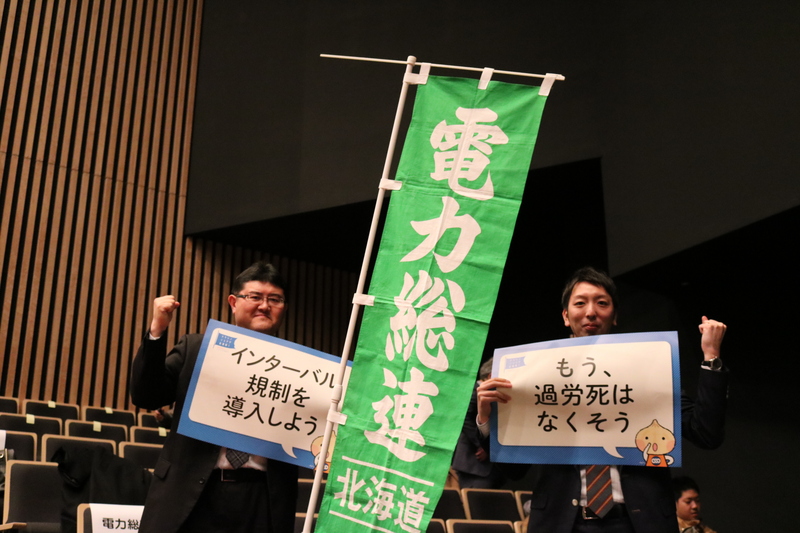 電力総連
北海道
インターバル
規制を
導入しよう
もう、
過労死は
なくそう
電力総